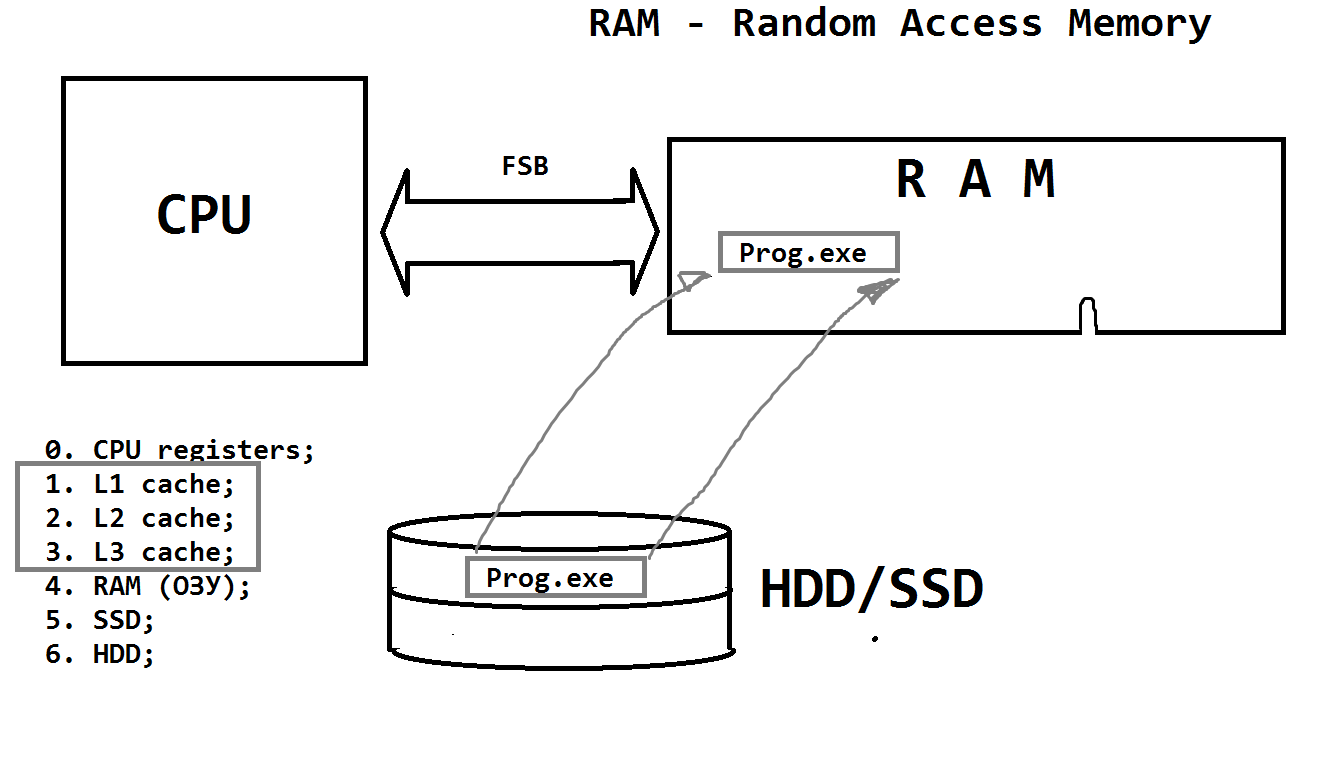 RAM - Random Access Memory
CPU
FSB
R A M
Prog.exe
0. CPU registers;
1. L1 cache;
2. L2 cache;
3. L3 cache;
4. RAM (ОЗУ);
5. SSD;
6. HDD;
Prog.exe
HDD/SSD